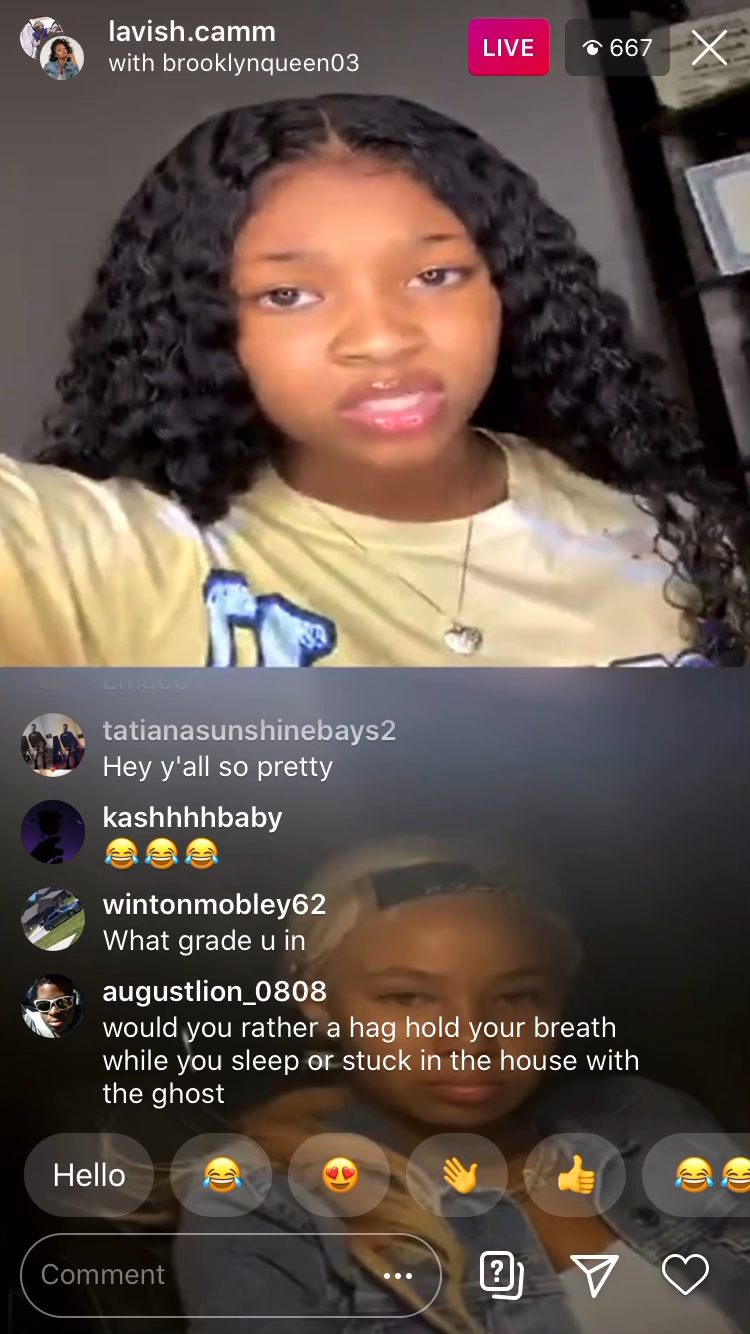 lavish.camm
with brooklynqueen03
LIVE
667
tatianasunshinebays2
Hey y'all so pretty
kashhhhbaby
😂😂😂
wintonmobley62
What grade u in
augustlion_0808
would you rather a hag hold your breath
while you sleep or stuck in the house with
the ghost
Hello
Comment